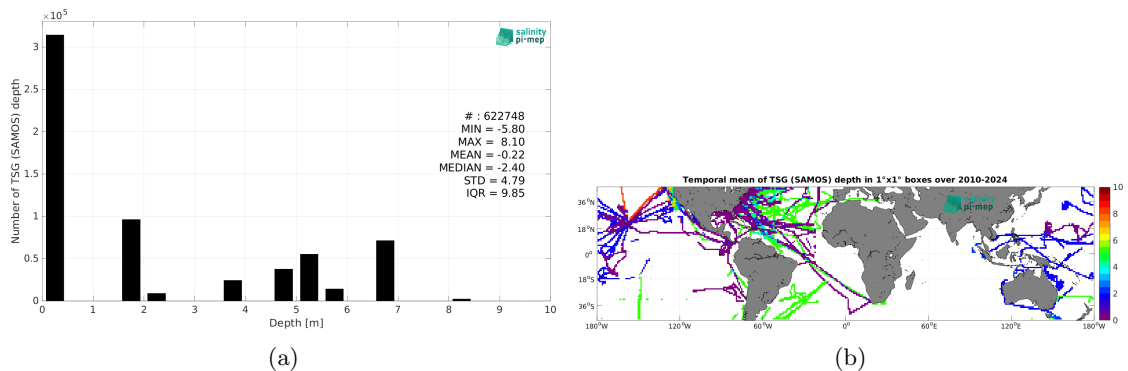 ×10⁵
salinity
pi-mep
3
2.5
2
1.5
1
0.5
0
Number of TSG (SAMOS) depth
# : 622748
MIN = -5.80
MAX = 8.10
MEAN = -0.22
MEDIAN = -2.40
STD = 4.79
IQR = 9.85
0 1 2 3 4 5 6 7 8 9 10
Depth [m]
(a)
Temporal mean of TSG (SAMOS) depth in 1°x1° boxes over 2010-2024
salinity
pi-mep
36°N
18°N
0°
18°S
36°S
180°W 120°W 60°W 0° 60°E 120°E 180°E
10
8
6
4
2
0
(b)